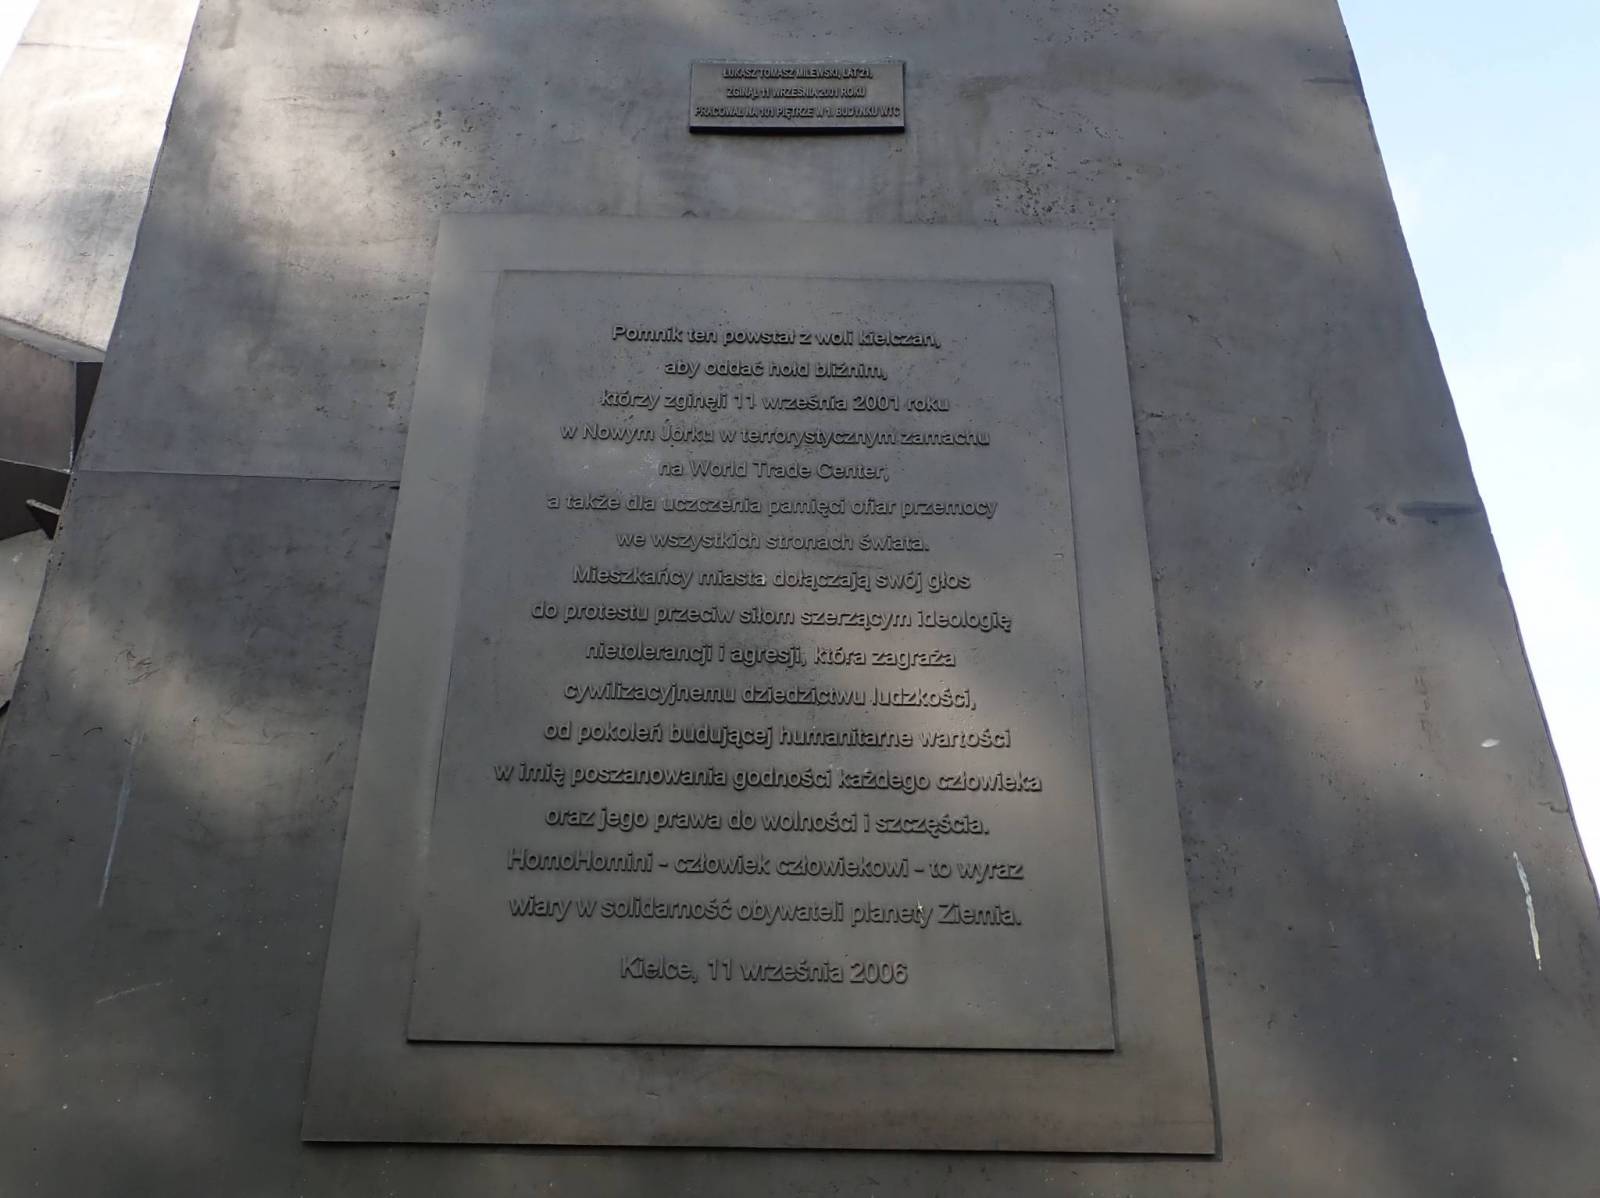 ŁUKASZ TOMASZ MILEWSKI, LAT 21,
ZGINĄŁ 11 WRZEŚNIA 2001 ROKU
PRACOWAŁ NA 101 PIĘTRZE W 1. BUDYNKU WTC
Pomnik ten powstał z woli kielczan,
aby oddać hołd bliźnim,
którzy zginęli 11 września 2001 roku
w Nowym Jorku w terrorystycznym zamachu
na World Trade Center,
a także dla uczczenia pamięci ofiar przemocy
we wszystkich stronach świata.
Mieszkańcy miasta dołączają swój głos
do protestu przeciw siłom szerzącym ideologię
nietolerancji i agresji, która zagraża
cywilizacyjnemu dziedzictwu ludzkości,
od pokoleń budującej humanitarne wartości
w imię poszanowania godności każdego człowieka
oraz jego prawa do wolności i szczęścia.
HomoHomini - człowiek człowiekowi - to wyraz
wiary w solidarność obywateli planety Ziemia.
Kielce, 11 września 2006